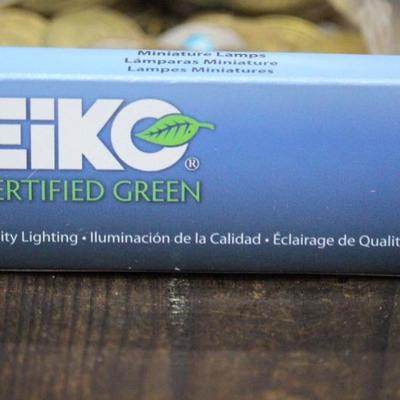 Miniature Lamps
Lámparas Miniature
Lampes Miniatures
EiKO®
ERTIFIED GREEN
ity Lighting • Iluminación de la Calidad • Éclairage de Qualit